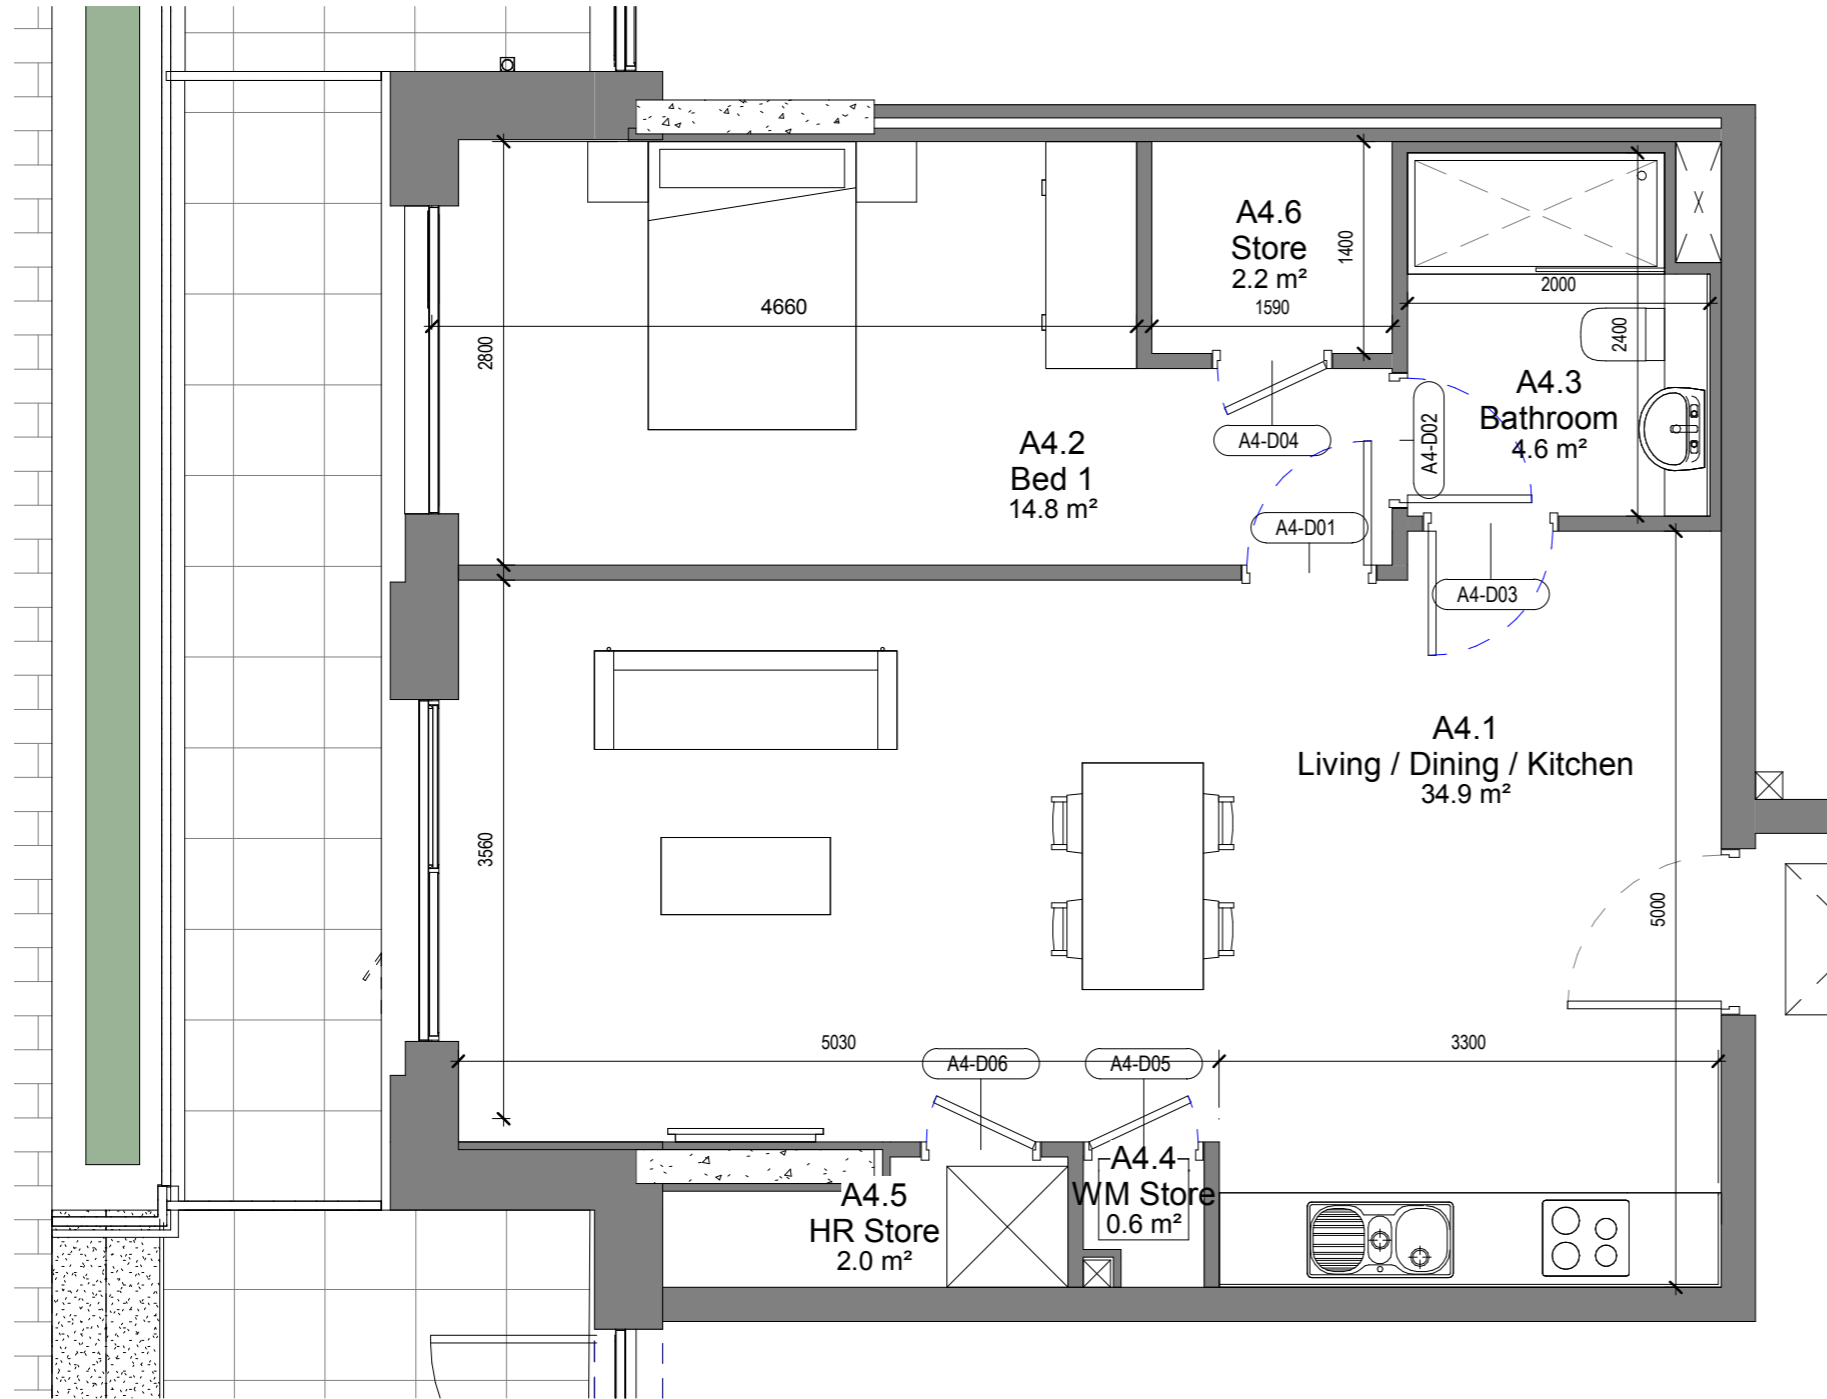 A4.6
Store
2.2 m²
1400
1590
4660
2800
2000
2400
A4.3
Bathroom
4.6 m²
A4-D02
A4-D04
A4.2
Bed 1
14.8 m²
A4-D01
A4-D03
A4.1
Living / Dining / Kitchen
34.9 m²
3560
5000
5030
3300
A4-D06
A4-D05
A4.4
WM Store
0.6 m²
A4.5
HR Store
2.0 m²